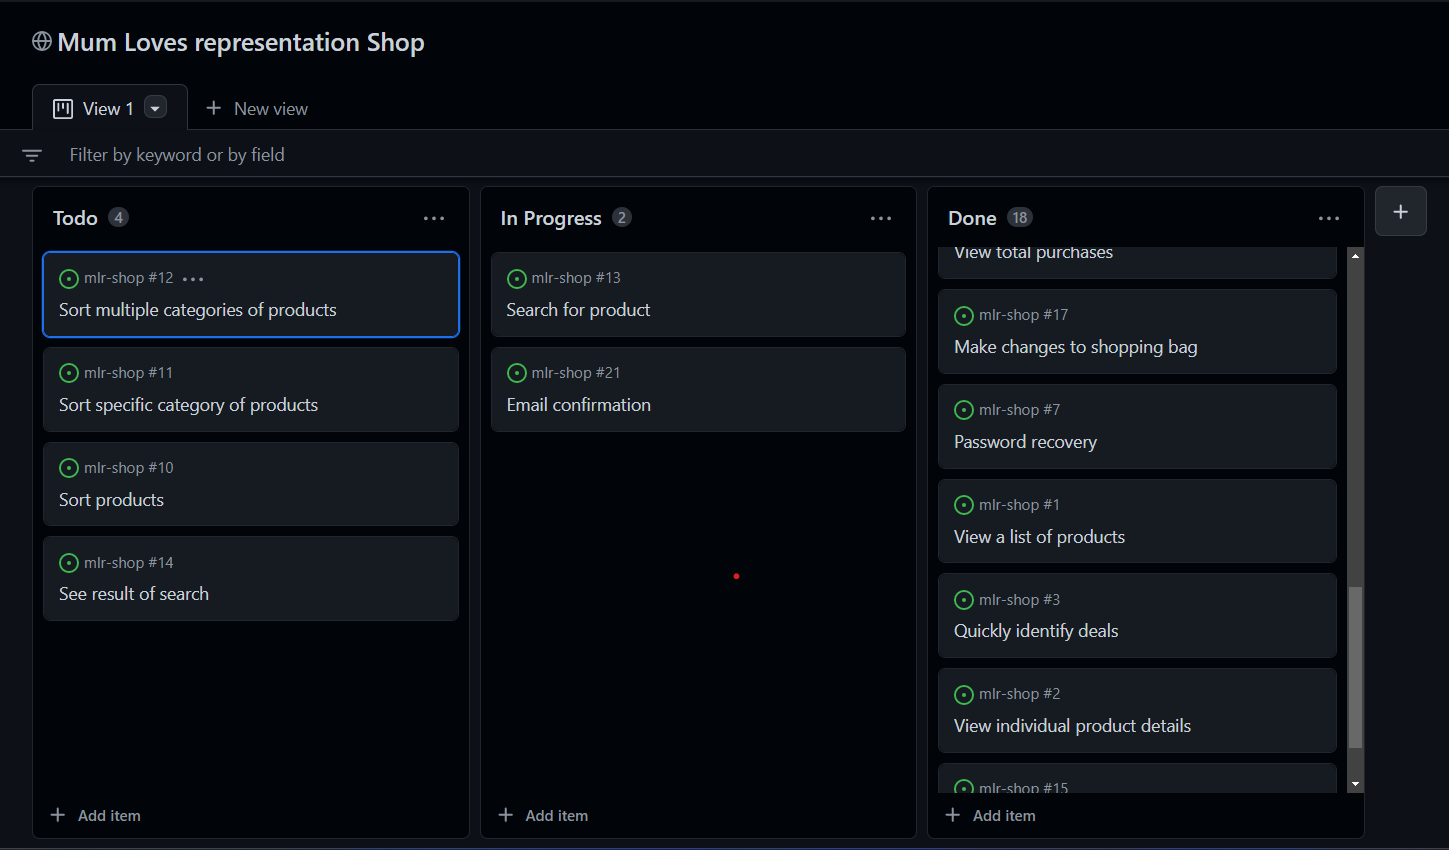 Mum Loves representation Shop
View 1
New view
Filter by keyword or by field
Todo 4
mlr-shop #12
Sort multiple categories of products
mlr-shop #11
Sort specific category of products
mlr-shop #10
Sort products
mlr-shop #14
See result of search
Add item
In Progress 2
mlr-shop #13
Search for product
mlr-shop #21
Email confirmation
Add item
Done 18
View total purchases
mlr-shop #17
Make changes to shopping bag
mlr-shop #7
Password recovery
mlr-shop #1
View a list of products
mlr-shop #3
Quickly identify deals
mlr-shop #2
View individual product details
mlr-shop #15
Add item